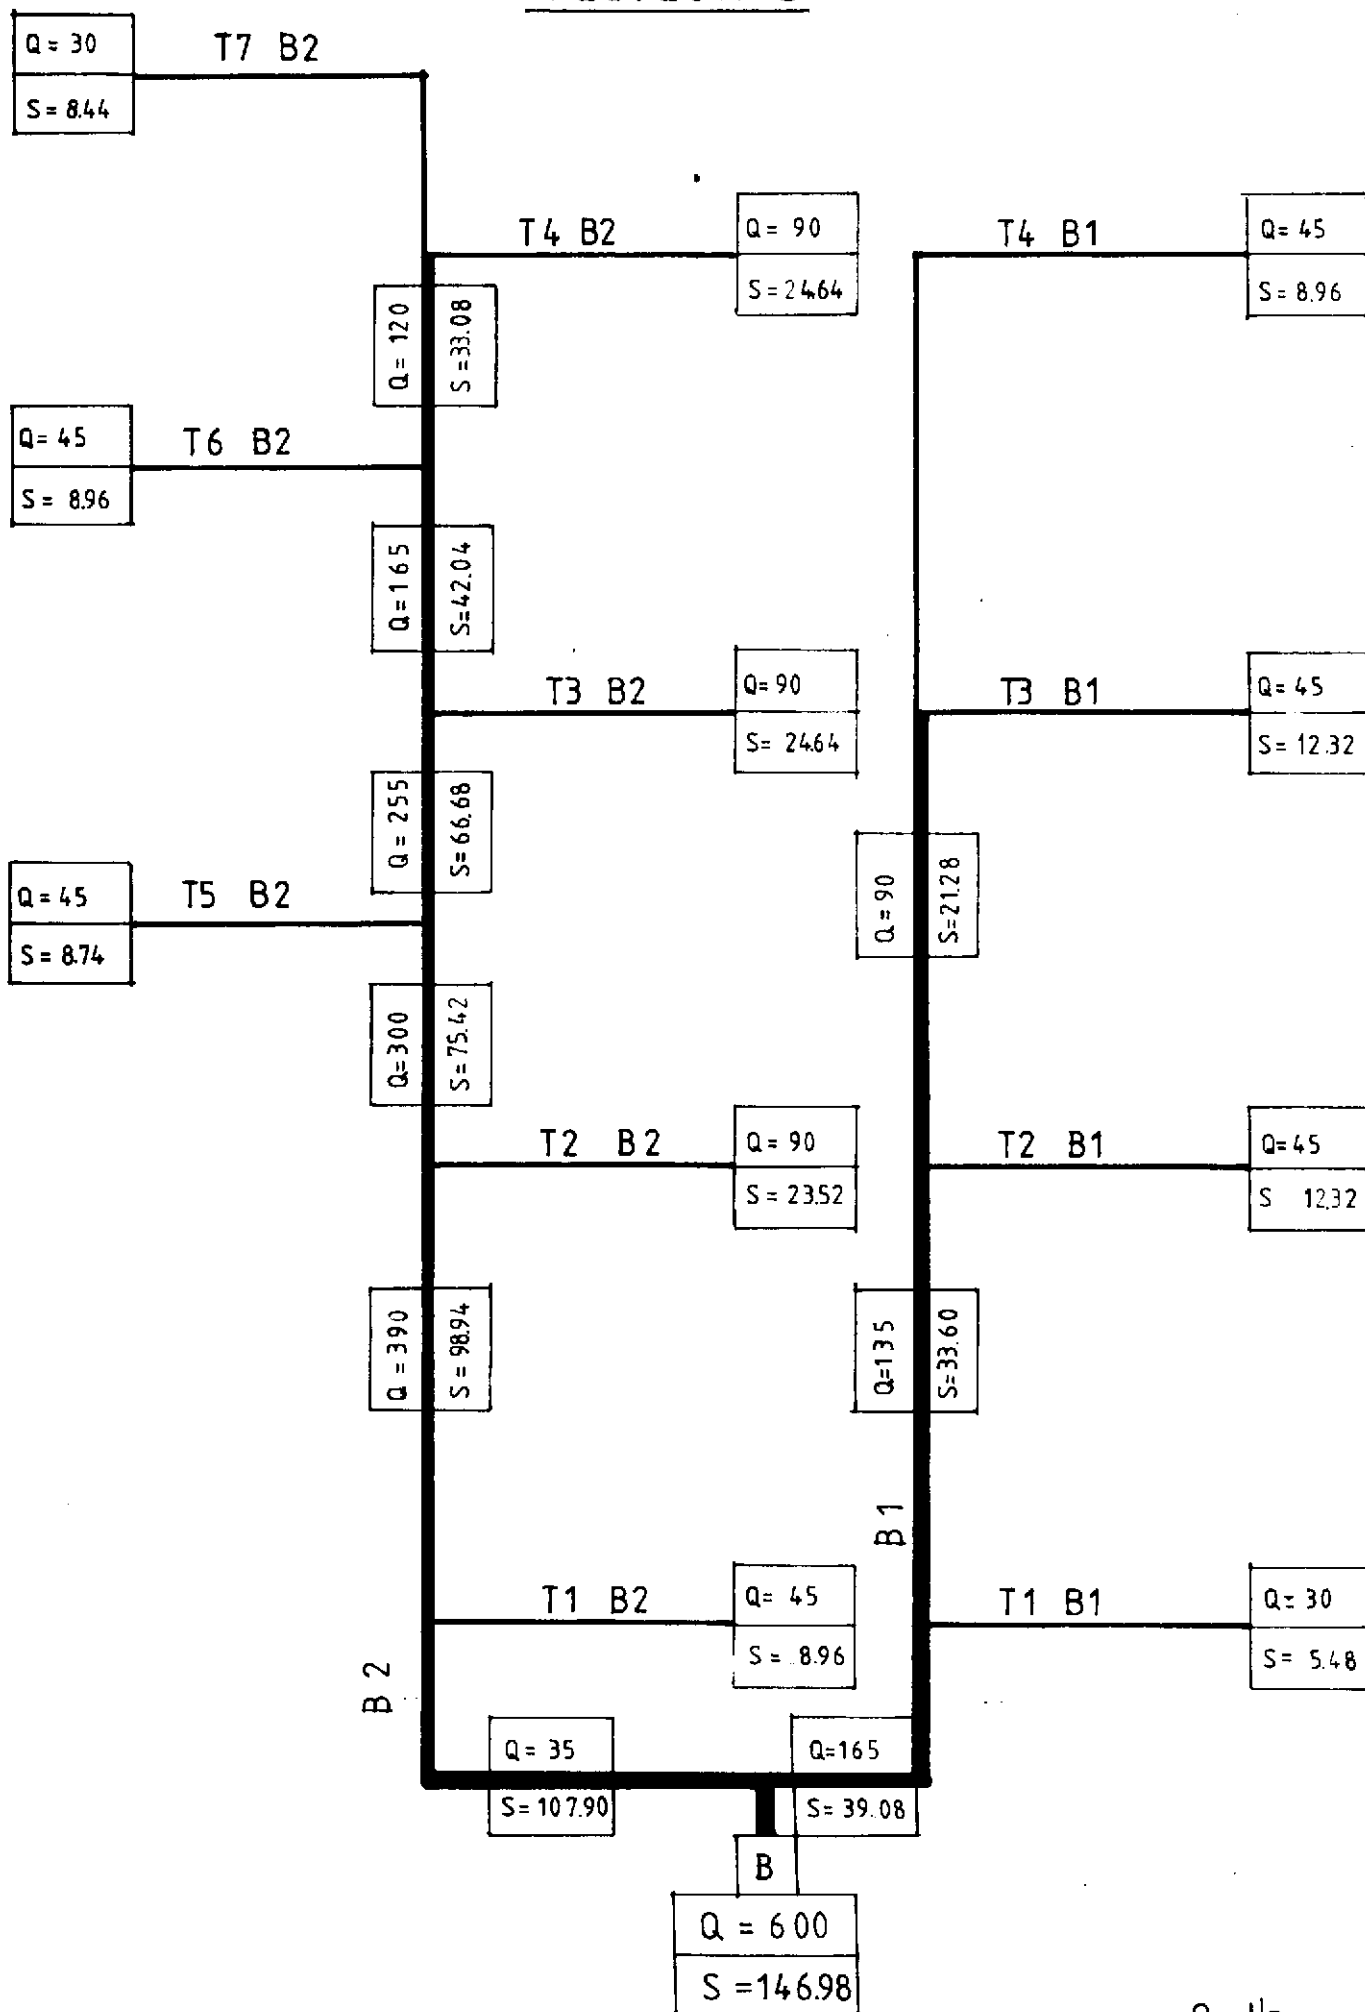 Q = 30
T7 B2
S = 8.44
T4 B2
Q = 90
S = 24.64
T4 B1
Q = 45
S = 8.96
Q = 120
S = 33.08
Q = 45
T6 B2
S = 8.96
Q = 165
S = 42.04
T3 B2
Q = 90
S = 24.64
T3 B1
Q = 45
S = 12.32
Q = 255
S = 66.68
Q = 45
T5 B2
S = 8.74
Q = 90
S = 21.28
Q = 300
S = 75.42
T2 B2
Q = 90
S = 23.52
T2 B1
Q = 45
S 12.32
Q = 390
S = 98.94
Q = 135
S = 33.60
B1
T1 B2
Q = 45
S = 8.96
T1 B1
Q = 30
S = 5.48
B2
Q = 35
S = 107.90
Q = 165
S = 39.08
B
Q = 600
S = 146.98